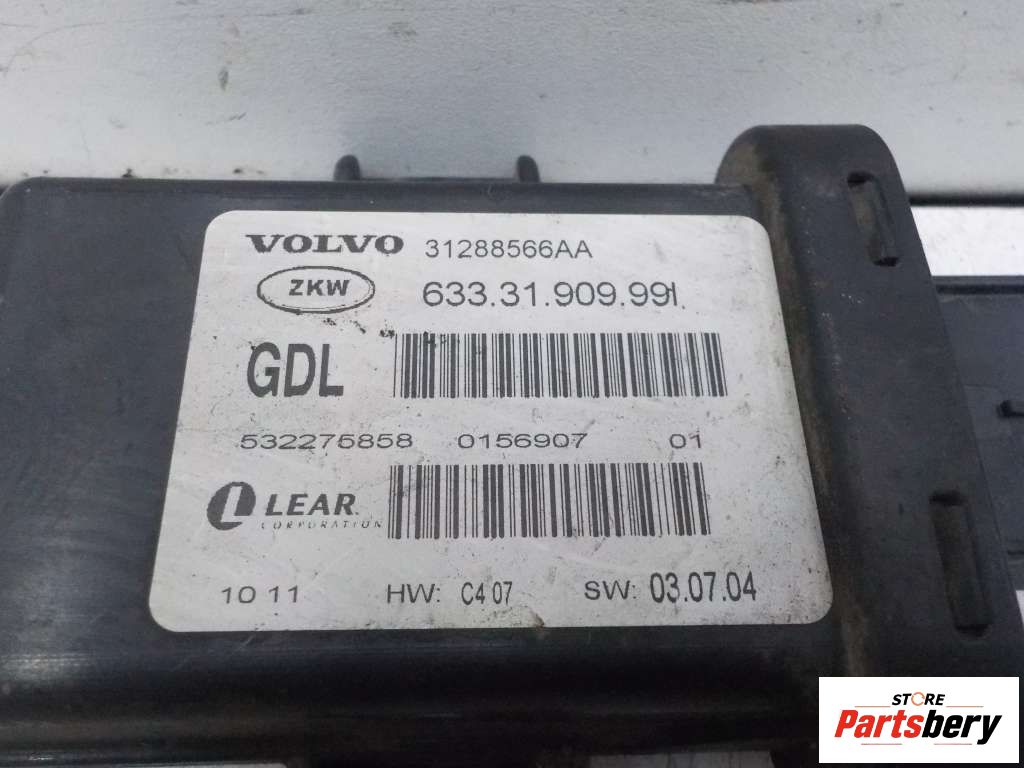 VOLVO 31288566AA
ZKW 633.31.909.991.
GDL
532275858 0156907 01
LEAR.
CORPORATION
10 11 HW: C4 07 SW: 03.07.04
STORE
Partsbery